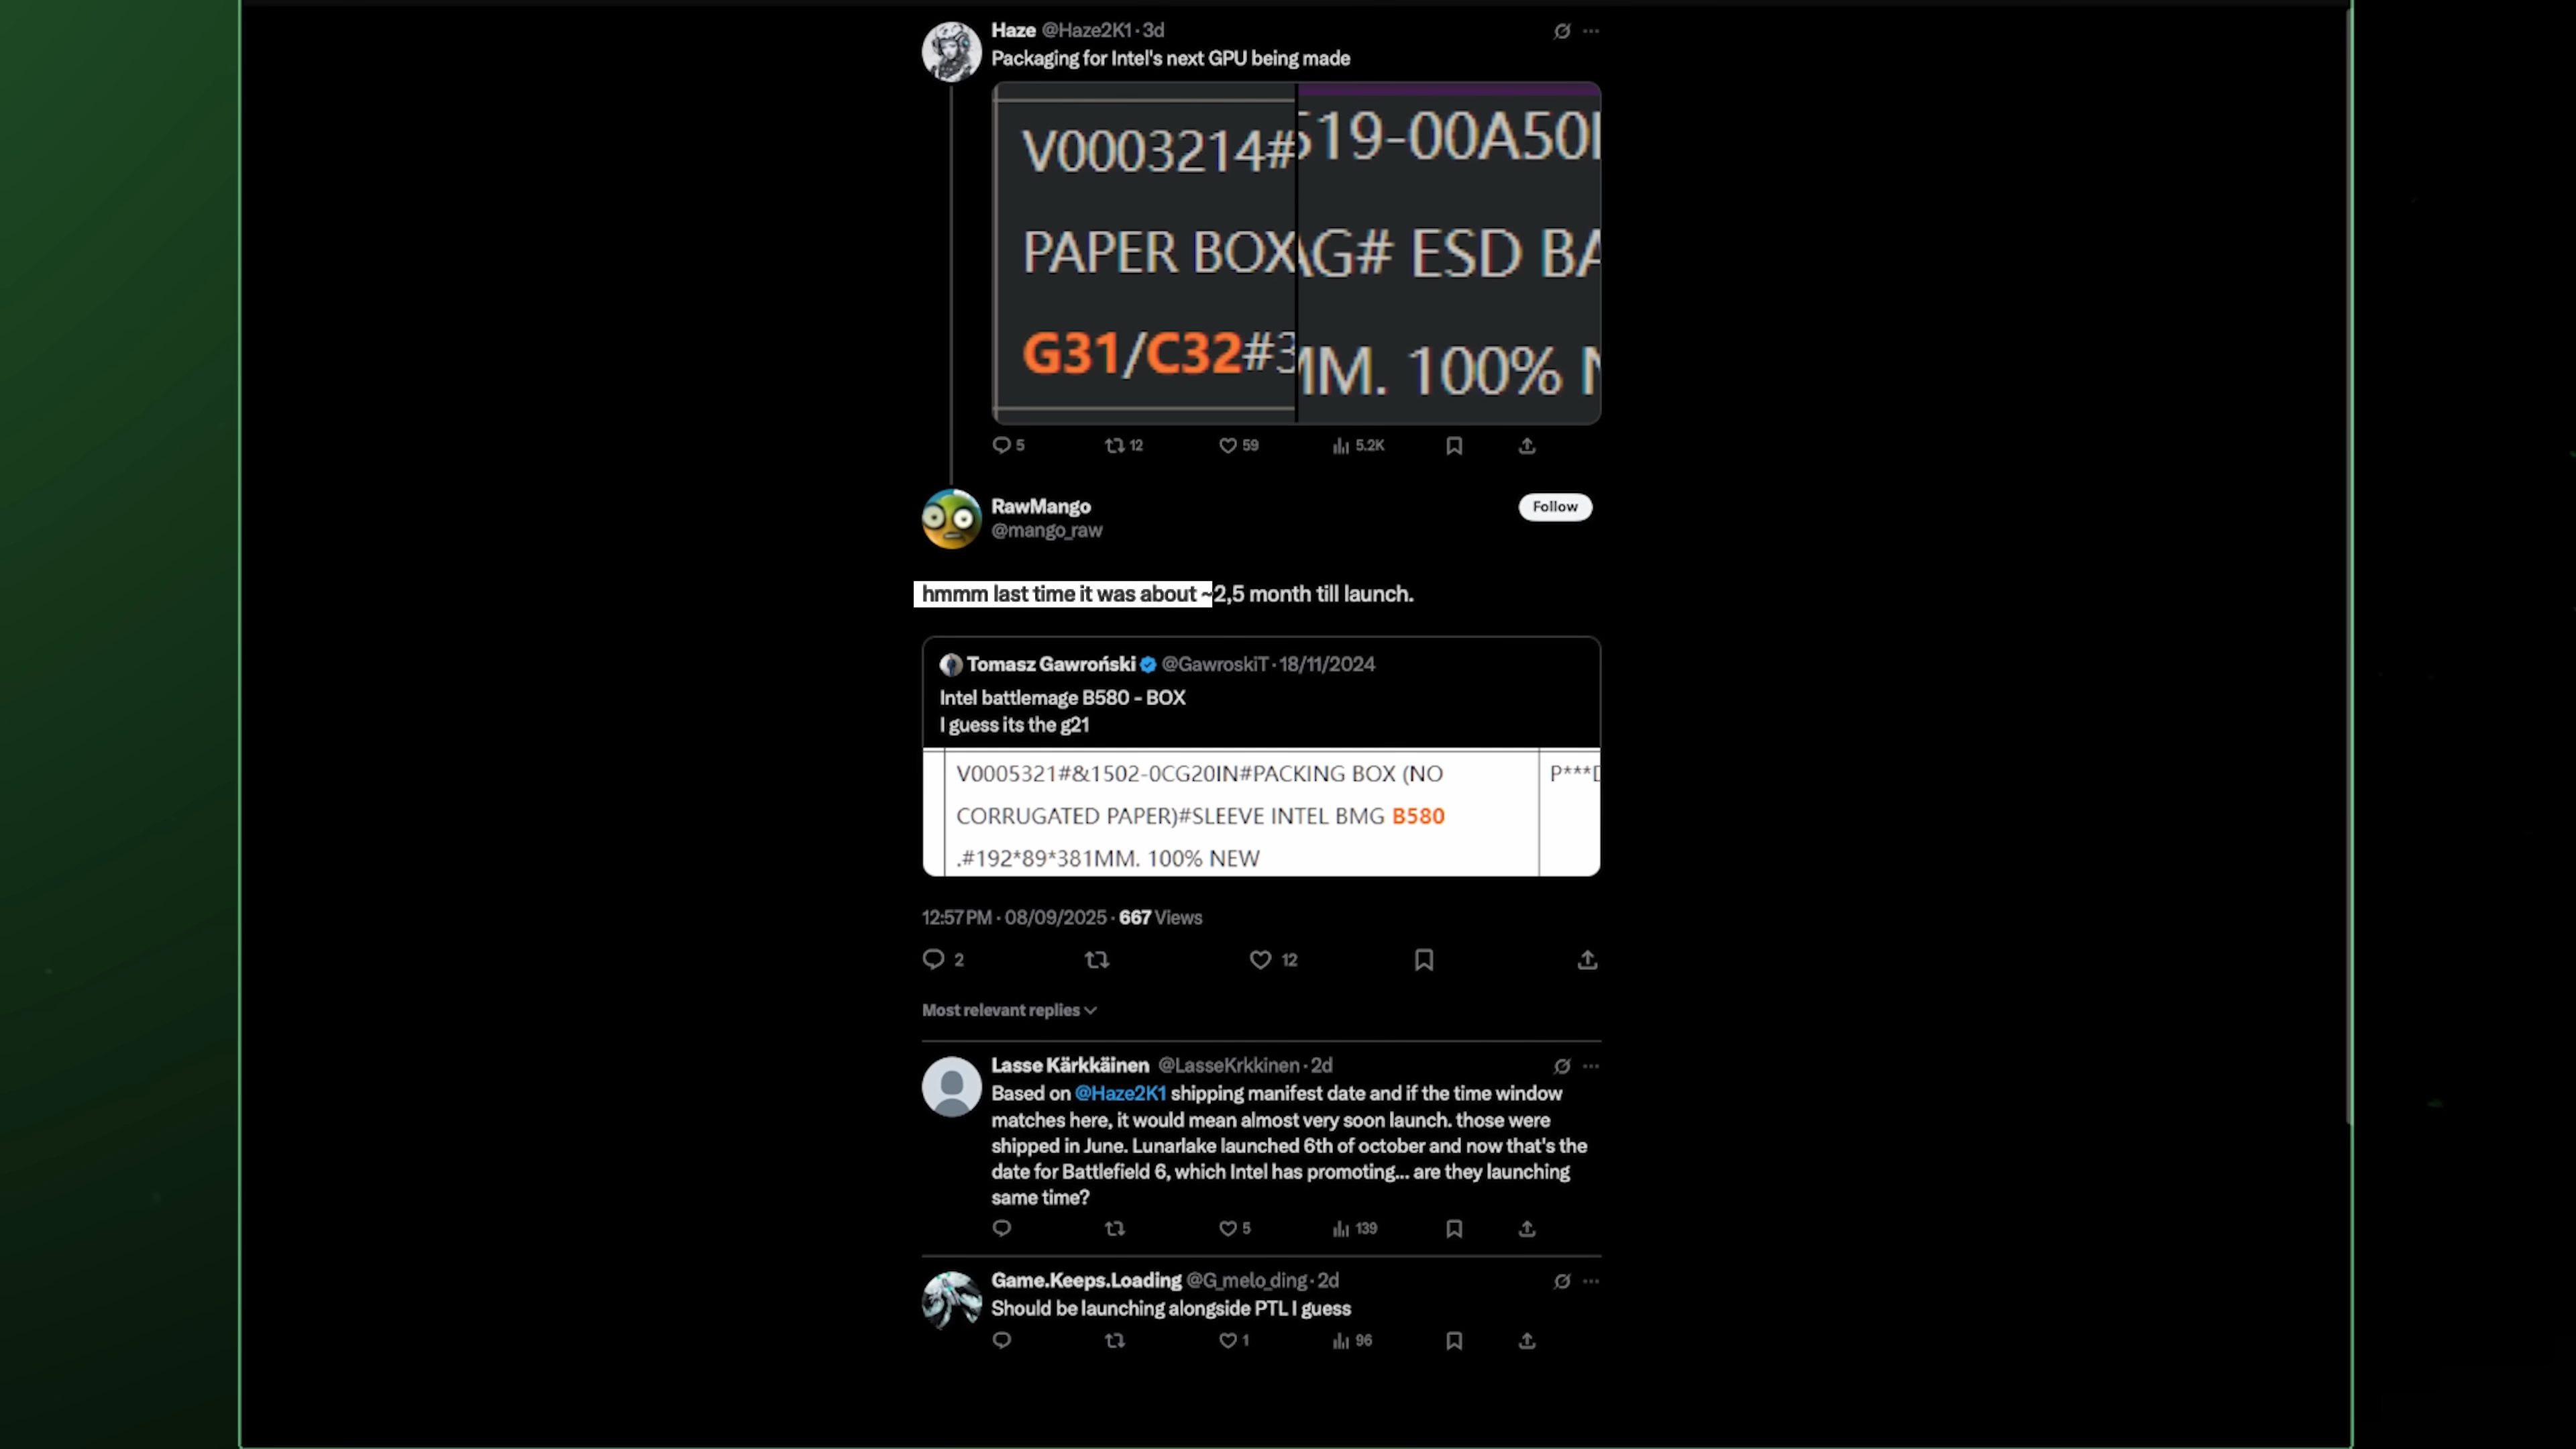 Haze @Haze2K1 · 3d
Packaging for Intel's next GPU being made
V0003214#
PAPER BOX
G31/C32#3
519-00A50
AG# ESD BA
MM. 100% N
5 12 59 5.2K
RawMango
Follow
@mango_raw
hmmm last time it was about ~2,5 month till launch.
Tomasz Gawroński @GawroskiT · 18/11/2024
Intel battlemage B580 - BOX
I guess its the g21
V0005321#&1502-0CG20IN#PACKING BOX (NO
P***D
CORRUGATED PAPER)#SLEEVE INTEL BMG B580
.#192*89*381MM. 100% NEW
12:57 PM · 08/09/2025 · 667 Views
2 12
Most relevant replies
Lasse Kärkkäinen @LasseKrkkinen · 2d
Based on @Haze2K1 shipping manifest date and if the time window
matches here, it would mean almost very soon launch. those were
shipped in June. Lunarlake launched 6th of october and now that's the
date for Battlefield 6, which Intel has promoting... are they launching
same time?
5 139
Game.Keeps.Loading @G_melo_ding · 2d
Should be launching alongside PTL I guess
1 96